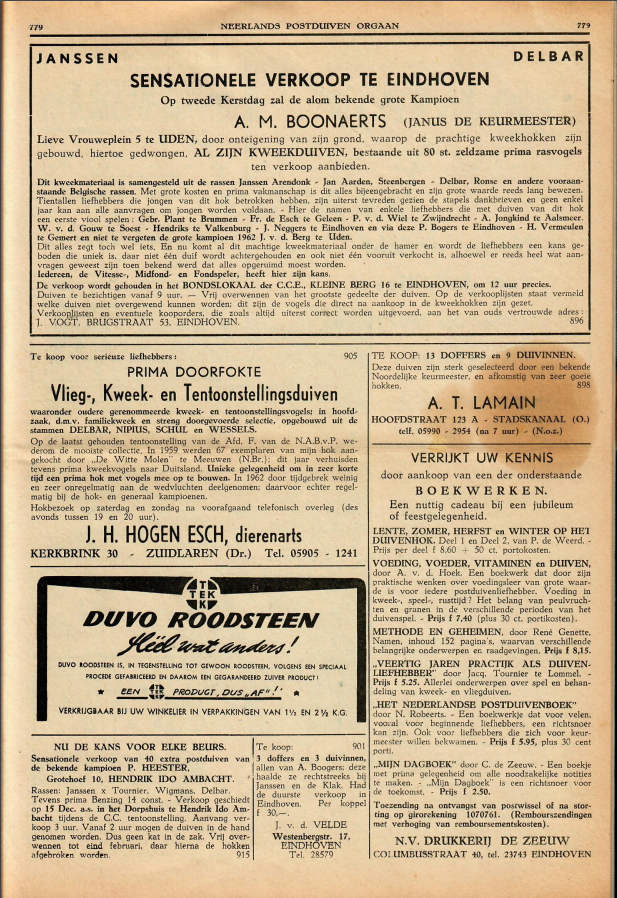 779 NEERLANDS POSTDUIVEN ORGAAN 779
JANSSEN DELBAR
SENSATIONELE VERKOOP TE EINDHOVEN
Op tweede Kerstdag zal de alom bekende grote Kampioen
A. M. BOONAERTS (JANUS DE KEURMEESTER)
Lieve Vrouweplein 5 te UDEN, door onteigening van zijn grond, waarop de prachtige kweekhokken zijn
gebouwd, hiertoe gedwongen, AL ZIJN KWEEKDUIVEN, bestaande uit 80 st. zeldzame prima rasvogels
ten verkoop aanbieden.
Dit kweekmateriaal is samengesteld uit de rassen Janssen Arendonk - Jan Aarden, Steenbergen - Delbar, Ronse en andere vooraan-
staande Belgische rassen. Met grote kosten en prima vakmanschap is dit alles bijeengebracht en zijn grote waarde reeds lang bewezen.
Tientallen liefhebbers die jongen van dit hok betrokken hebben, zijn uiterst tevreden gezien de stapels dankbrieven en geen enkel
jaar kan aan alle aanvragen om jongen worden voldaan. - Hier de namen van enkele liefhebbers die met duiven van dit hok
een eerste viool spelen: Gebr. Plant te Brummen - Fr. de Esch te Geleen - P. v. d. Wiel te Zwijndrecht - A. Jongkind te Aalsmeer.
W. v. d. Gouw te Soest - Hendriks te Valkenburg - J. Neggers te Eindhoven en via deze P. Bogers te Eindhoven - H. Vermeulen
te Gemert en niet te vergeten de grote kampioen 1962 J. v. d. Berg te Uden.
Dit alles zegt toch wel iets. En nu komt al dit machtige kweekmateriaal onder de hamer en wordt de liefhebbers een kans ge-
boden die uniek is, daar niet één duif wordt achtergehouden en ook niet één vooruit verkocht is, alhoewel er reeds heel wat aan-
vragen geweest zijn toen bekend werd dat alles opgeruimd moest worden.
Iedereen, de Vitesse-, Midfond- en Fondspeler, heeft hier zijn kans.
De verkoop wordt gehouden in het BONDSLOKAAL der C.C.E., KLEINE BERG 16 te EINDHOVEN, om 12 uur precies.
Duiven te bezichtigen vanaf 9 uur. — Vrij overwennen van het grootste gedeelte der duiven. Op de verkooplijsten staat vermeld
welke duiven niet overgewend kunnen worden; dit zijn de vogels die direct na aankoop in de kweekhokken zijn gezet.
Verkooplijsten en eventuele kooporders, die zoals altijd uiterst correct worden uitgevoerd, aan het van ouds vertrouwde adres:
J. VOGT, BRUGSTRAAT 53, EINDHOVEN. 896
Te koop voor serieuze liefhebbers: 905
PRIMA DOORFOKTE
Vlieg-, Kweek- en Tentoonstellingsduiven
waaronder oudere gerenommeerde kweek- en tentoonstellingsvogels; in hoofd-
zaak, d.m.v. familiekweek en streng doorgevoerde selectie, opgebouwd uit de
stammen DELBAR, NIPIUS, SCHUL en WESSELS.
Op de laatst gehouden tentoonstelling van de Afd. F. van de N.A.B.v.P. we-
derom de mooiste collectie. In 1959 werden 67 exemplaren van mijn hok aan-
gekocht door „De Witte Molen” te Meeuwen (N.Br.); dit jaar verhuisden
tevens prima kweekvogels naar Duitsland. Unieke gelegenheid om in zeer korte
tijd een prima hok met vogels mee op te bouwen. In 1962 door tijdgebrek weinig
en zeer onregelmatig aan de wedvluchten deelgenomen; daarvoor echter regel-
matig bij de hok- en generaal kampioenen.
Hokbezoek op zaterdag en zondag na voorafgaand telefonisch overleg (des
avonds tussen 19 en 20 uur).
J. H. HOGEN ESCH, dierenarts
KERKBRINK 30 - ZUIDLAREN (Dr.) Tel. 05905 - 1241
TEK
DUVO ROODSTEEN
Heel wat anders!
DUVO ROODSTEEN IS, IN TEGENSTELLING TOT GEWOON ROODSTEEN, VOLGENS EEN SPECIAAL
PROCEDE GEFABRICEERD EN DAAROM EEN GEGARANDEERD ZUIVER PRODUCT!
* EEN TEK PRODUCT, DUS „AF”! *
VERKRIJGBAAR BIJ UW WINKELIER IN VERPAKKINGEN VAN 1½ EN 2½ K.G.
NU DE KANS VOOR ELKE BEURS.
Sensationele verkoop van 40 extra postduiven van
de bekende kampioen P. HEESTER,
Grotehoef 10, HENDRIK IDO AMBACHT.
Rassen: Janssen x Tournier, Wigmans, Delbar.
Tevens prima Benzing 14 const. - Verkoop geschiedt
op 15 Dec. a.s. in het Dorpshuis te Hendrik Ido Am-
bacht tijdens de C.C. tentoonstelling. Aanvang ver-
koop 3 uur. Vanaf 2 uur mogen de duiven in de hand
genomen worden. Dus geen kat in de zak. Vrij over-
wennen tot eind februari, daar hierna de hokken
afgebroken worden. 915
Te koop: 901
3 doffers en 3 duivinnen,
allen van A. Boogers; deze
haalde ze rechtstreeks bij
Janssen en de Klak. Had
de duurste verkoop in
Eindhoven. Per koppel
f 30,—.
J. v. d. VELDE
Westenbergstr. 17,
EINDHOVEN
Tel. 28579
TE KOOP: 13 DOFFERS en 9 DUIVINNEN.
Deze duiven zijn sterk geselecteerd door een bekende
Noordelijke keurmeester, en afkomstig van zeer goeie
hokken. 898
A. T. LAMAIN
HOOFDSTRAAT 123 A - STADSKANAAL (O.)
telf. 05990 - 2954 (na 7 uur) - (N.o.z.)
VERRIJKT UW KENNIS
door aankoop van een der onderstaande
BOEKWERKEN.
Een nuttig cadeau bij een jubileum
of feestgelegenheid.
LENTE, ZOMER, HERFST en WINTER OP HET
DUIVENHOK. Deel 1 en Deel 2, van P. de Weerd. -
Prijs per deel f 8,60 + 50 ct. portokosten.
VOEDING, VOEDER, VITAMINEN en DUIVEN,
door A. v. d. Hoek. Een boekwerk dat door zijn
praktische wenken over voedingsleer van grote waar-
de is voor iedere postduivenliefhebber. Voeding in
kweek-, speel-, rusttijd? Het belang van peulvruch-
ten en granen in de verschillende perioden van het
duivenspel. - Prijs f 7,40 (plus 30 ct, portikosten).
METHODE EN GEHEIMEN, door René Genette,
Namen, inhoud 152 pagina's, waarvan verschillende
belangrijke onderwerpen en raadgevingen. Prijs f 8,15.
„VEERTIG JAREN PRACTIJK ALS DUIVEN-
LIEFHEBBER” door Jacq. Tournier te Lommel. -
Prijs f 5.25. Allerlei onderwerpen over spel en behan-
deling van kweek- en vliegduiven.
„HET NEDERLANDSE POSTDUIVENBOEK”
door N. Robeerts. - Een boekwerkje dat voor velen,
vooral voor beginnende liefhebbers, een richtsnoer
kan zijn. Ook voor liefhebbers die zich voor keur-
meester willen bekwamen. - Prijs f 5.95, plus 30 cent
porti.
„MIJN DAGBOEK” door C. de Zeeuw. - Een boekje
met prima gelegenheid om alle noodzakelijke notities
te maken. - „Mijn Dagboek” is een richtsnoer voor
de toekomst. - Prijs f 2.50.
Toezending na ontvangst van postwissel of na stor-
ting op girorekening 1070761. (Rembourszendingen
met verhoging van remboursementskosten).
N.V. DRUKKERIJ DE ZEEUW
COLUMBUSSTRAAT 40, tel. 23743 EINDHOVEN